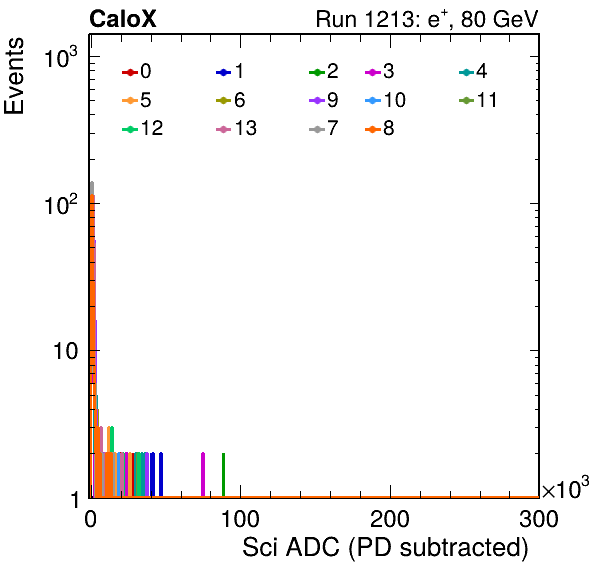 CaloX Run 1213: e⁺, 80 GeV
Events
10³
10²
10
1
0 1 2 3 4
5 6 9 10 11
12 13 7 8
0 100 200 300
×10³
Sci ADC (PD subtracted)